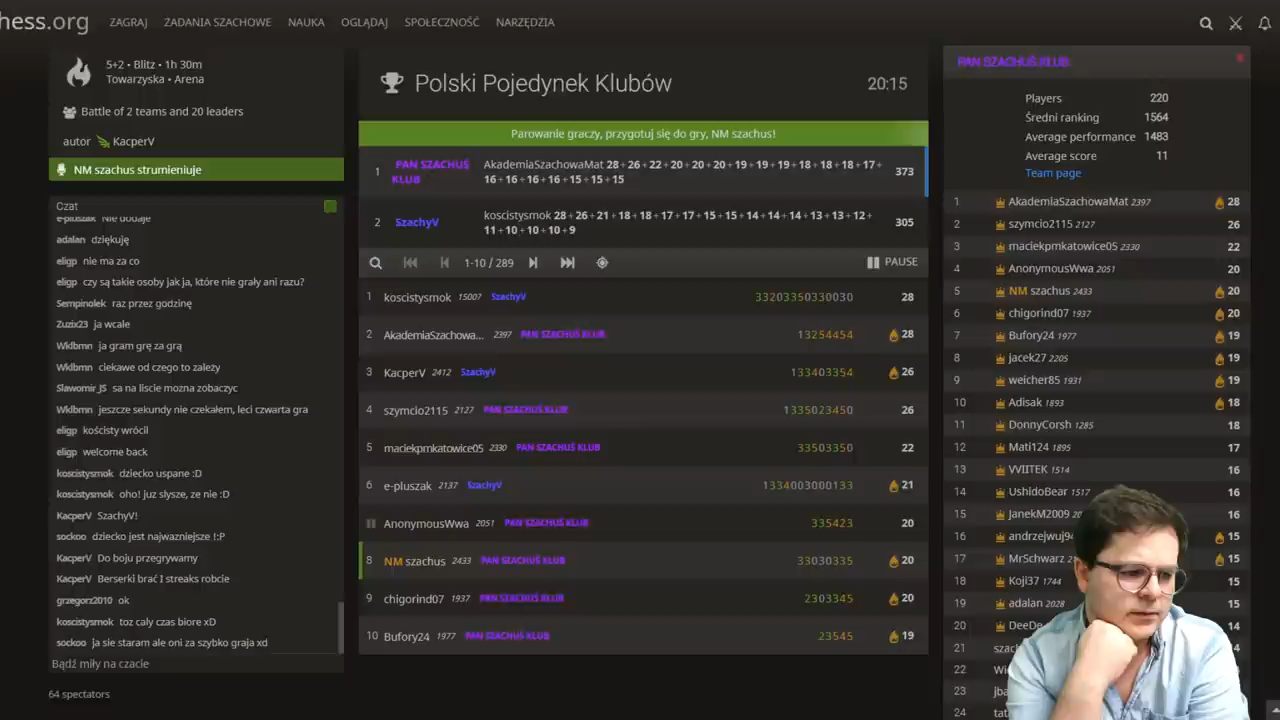 hess.org
ZAGRAJ
ZADANIA SZACHOWE
NAUKA
OGLĄDAJ
SPOŁECZNOŚĆ
NARZĘDZIA
5+2 • Blitz • 1h 30m
Towarzyska • Arena
Battle of 2 teams and 20 leaders
autor KacperV
NM szachus strumieniuje
Czat
e-pluszak Nie dodaje
adalan dziękuję
eligp nie ma za co
eligp czy są takie osoby jak ja, które nie grały ani razu?
Sempinolek raz przez godzinę
Zuzix23 ja wcale
Wklbmn ja gram grę za grą
Wklbmn ciekawe od czego to zależy
Slawomir_JS sa na liscie mozna zobaczyc
Wklbmn jeszcze sekundy nie czekałem, leci czwarta gra
eligp kościsty wrócił
eligp welcome back
koscistysmok dziecko uspane :D
koscistysmok oho! juz slysze, ze nie :D
KacperV SzachyV!
sockoo dziecko jest najwazniejsze !:P
KacperV Do boju przegrywamy
KacperV Berserki brać I streaks robcie
grzegorz2010 ok
koscistysmok toz caly czas biore xD
sockoo ja sie staram ale oni za szybko graja xd
Bądź miły na czacie
64 spectators
Polski Pojedynek Klubów
20:15
Parowanie graczy, przygotuj się do gry, NM szachus!
1 PAN SZACHUŚ KLUB AkademiaSzachowaMat 28+26+22+20+20+20+19+19+19+18+18+18+17+
16+16+16+16+15+15+15 373
2 SzachyV koscistysmok 28+26+21+18+18+17+17+15+15+14+14+14+13+13+12+
11+10+10+10+9 305
1-10 / 289
PAUSE
1 koscistysmok 1500? SzachyV 33203350330030 28
2 AkademiaSzachowa... 2397 PAN SZACHUŚ KLUB 13254454 28
3 KacperV 2412 SzachyV 133403354 26
4 szymcio2115 2127 PAN SZACHUŚ KLUB 1335023450 26
5 maciekpmkatowice05 2330 PAN SZACHUŚ KLUB 33503350 22
6 e-pluszak 2137 SzachyV 1334003000133 21
AnonymousWwa 2051 PAN SZACHUŚ KLUB 335423 20
8 NM szachus 2433 PAN SZACHUŚ KLUB 33030335 20
9 chigorind07 1937 PAN SZACHUŚ KLUB 2303345 20
10 Bufory24 1977 PAN SZACHUŚ KLUB 23545 19
PAN SZACHUŚ KLUB
Players 220
Średni ranking 1564
Average performance 1483
Average score 11
Team page
1 AkademiaSzachowaMat 2397 28
2 szymcio2115 2127 26
3 maciekpmkatowice05 2330 22
4 AnonymousWwa 2051 20
5 NM szachus 2433 20
6 chigorind07 1937 20
7 Bufory24 1977 19
8 jacek27 2205 19
9 weicher85 1931 19
10 Adisak 1893 18
11 DonnyCorsh 1285 18
12 Mati124 1895 17
13 VVIITEK 1514 16
14 UshidoBear 1517 16
15 JanekM2009 20 16
16 andrzejwuj94 15
17 MrSchwarz 15
18 Koji37 1744 15
19 adalan 2028 15
20 DeeDe 14
21 szac 4
22 Wi
23 jba
24 tat